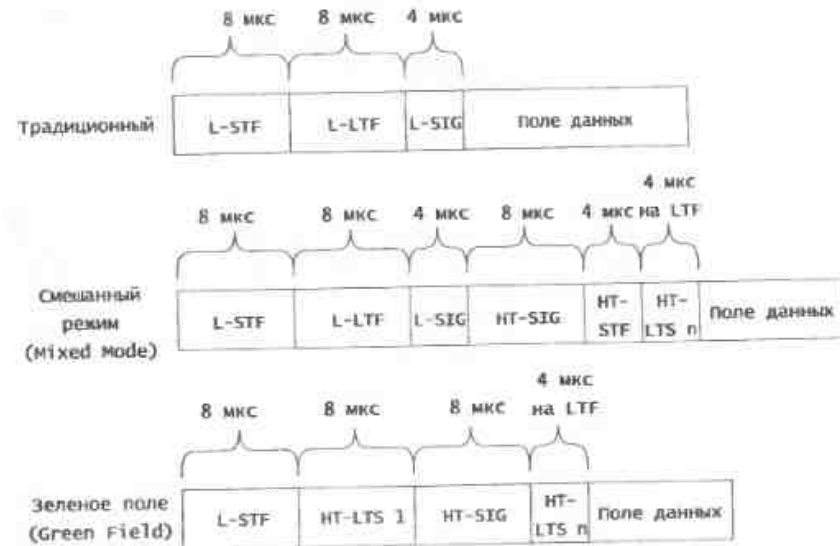 8 мкс 8 мкс 4 мкс
Традиционный L-STF L-LTF L-SIG Поле данных
4 мкс
8 мкс 8 мкс 4 мкс 8 мкс 4 мкс на LTF
Смешанный
режим
(Mixed Mode)
L-STF L-LTF L-SIG HT-SIG
HT-
STF
HT-
LTS n
Поле данных
4 мкс
8 мкс 8 мкс 8 мкс на LTF
Зеленое поле
(Green Field)
L-STF HT-LTS 1 HT-SIG
HT-
LTS n
Поле данных